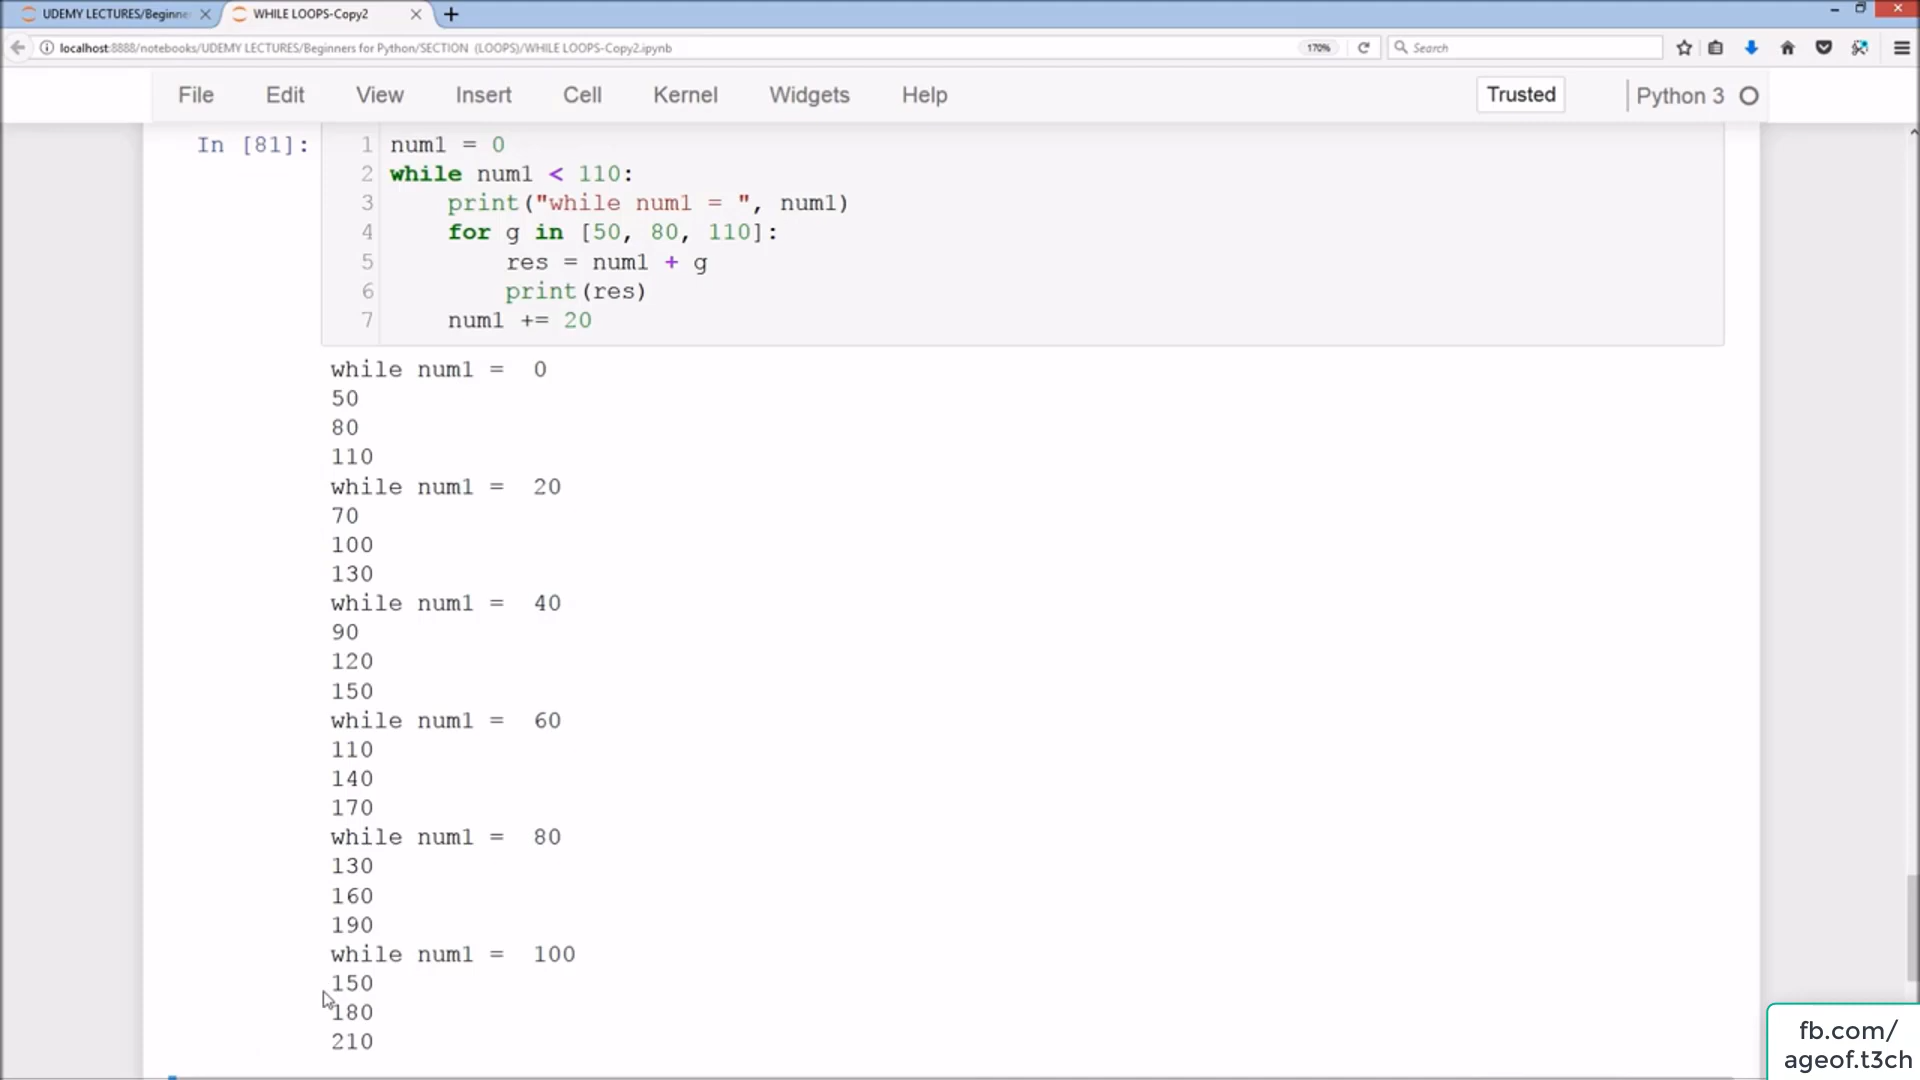 UDEMY LECTURES/Beginne
WHILE LOOPS-Copy2
localhost:8888/notebooks/UDEMY LECTURES/Beginners for Python/SECTION (LOOPS)/WHILE LOOPS-Copy2.ipynb
170%
Search
File Edit View Insert Cell Kernel Widgets Help
Trusted
Python 3
In [81]:
1 num1 = 0
2 while num1 < 110:
3     print("while num1 = ", num1)
4     for g in [50, 80, 110]:
5         res = num1 + g
6         print(res)
7     num1 += 20
while num1 =  0
50
80
110
while num1 =  20
70
100
130
while num1 =  40
90
120
150
while num1 =  60
110
140
170
while num1 =  80
130
160
190
while num1 =  100
150
180
210
fb.com/
ageof.t3ch